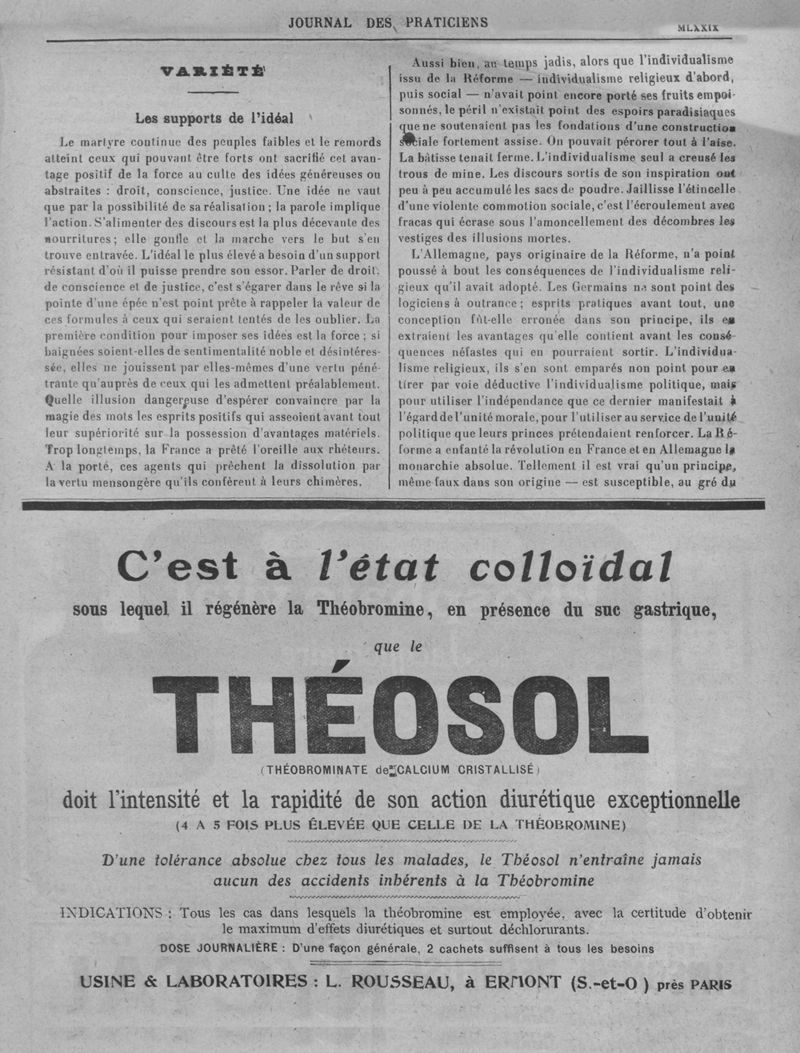 JOURNAL DES PRATICIENS
MLXXIX
VARIÉTÉ
Les supports de l'idéal
Le martyre continue des peuples faibles et le remords
atteint ceux qui pouvant être forts ont sacrifié cet avan-
tage positif de la force au culte des idées généreuses ou
abstraites : droit, conscience, justice. Une idée ne vaut
que par la possibilité de sa réalisation ; la parole implique
l'action. S'alimenter des discours est la plus décevante des
nourritures ; elle gonfle et la marche vers le but s'en
trouve entravée. L'idéal le plus élevé a besoin d'un support
résistant d'où il puisse prendre son essor. Parler de droit,
de conscience et de justice, c'est s'égarer dans le rêve si la
pointe d'une épée n'est point prête à rappeler la valeur de
ces formules à ceux qui seraient tentés de les oublier. La
première condition pour imposer ses idées est la force ; si
baignées soient-elles de sentimentalité noble et désintéres-
sée, elles ne jouissent par elles-mêmes d'une vertu péné-
trante qu'auprès de ceux qui les admettent préalablement.
Quelle illusion dangereuse d'espérer convaincre par la
magie des mots les esprits positifs qui asseoient avant tout
leur supériorité sur la possession d'avantages matériels.
Trop longtemps, la France a prêté l'oreille aux rhéteurs.
A la porté, ces agents qui prêchent la dissolution par
la vertu mensongère qu'ils confèrent à leurs chimères.
Aussi bien, au temps jadis, alors que l'individualisme
issu de la Réforme — individualisme religieux d'abord,
puis social — n'avait point encore porté ses fruits empoi-
sonnés, le péril n'existait point des espoirs paradisiaques
que ne soutenaient pas les fondations d'une construction
sociale fortement assise. On pouvait pérorer tout à l'aise.
La bâtisse tenait ferme. L'individualisme seul a creusé les
trous de mine. Les discours sortis de son inspiration ont
peu à peu accumulé les sacs de poudre. Jaillisse l'étincelle
d'une violente commotion sociale, c'est l'écroulement avec
fracas qui écrase sous l'amoncellement des décombres les
vestiges des illusions mortes.
L'Allemagne, pays originaire de la Réforme, n'a point
poussé à bout les conséquences de l'individualisme reli-
gieux qu'il avait adopté. Les Germains ne sont point des
logiciens à outrance ; esprits pratiques avant tout, une
conception fût-elle erronée dans son principe, ils en
extraient les avantages qu'elle contient avant les consé-
quences néfastes qui en pourraient sortir. L'individua-
lisme religieux, ils s'en sont emparés non point pour en
tirer par voie déductive l'individualisme politique, mais
pour utiliser l'indépendance que ce dernier manifestait à
l'égard de l'unité morale, pour l'utiliser au service de l'unité
politique que leurs princes prétendaient renforcer. La Ré-
forme a enfanté la révolution en France et en Allemagne la
monarchie absolue. Tellement il est vrai qu'un principe,
même faux dans son origine — est susceptible, au gré du
C'est à l'état colloïdal
sous lequel il régénère la Théobromine, en présence du suc gastrique,
que le
THÉOSOL
(THÉOBROMINATE de CALCIUM CRISTALLISÉ)
doit l'intensité et la rapidité de son action diurétique exceptionnelle
(4 A 5 FOIS PLUS ÉLEVÉE QUE CELLE DE LA THÉOBROMINE)
D'une tolérance absolue chez tous les malades, le Théosol n'entraîne jamais
aucun des accidents inhérents à la Théobromine
INDICATIONS : Tous les cas dans lesquels la théobromine est employée, avec la certitude d'obtenir
le maximum d'effets diurétiques et surtout déchlorurants.
DOSE JOURNALIÈRE : D'une façon générale, 2 cachets suffisent à tous les besoins
USINE & LABORATOIRES : L. ROUSSEAU, à ERMONT (S.-et-O ) près PARIS